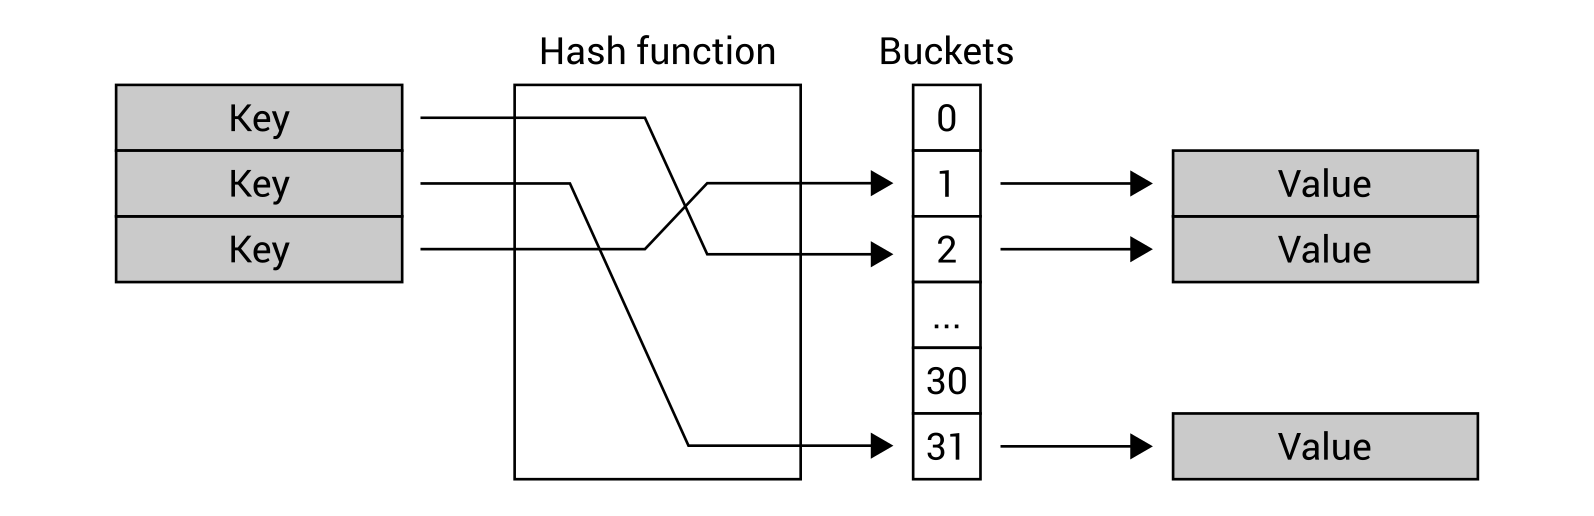 Hash function
Buckets
Key
Key
Key
0
1
2
...
30
31
Value
Value
Value